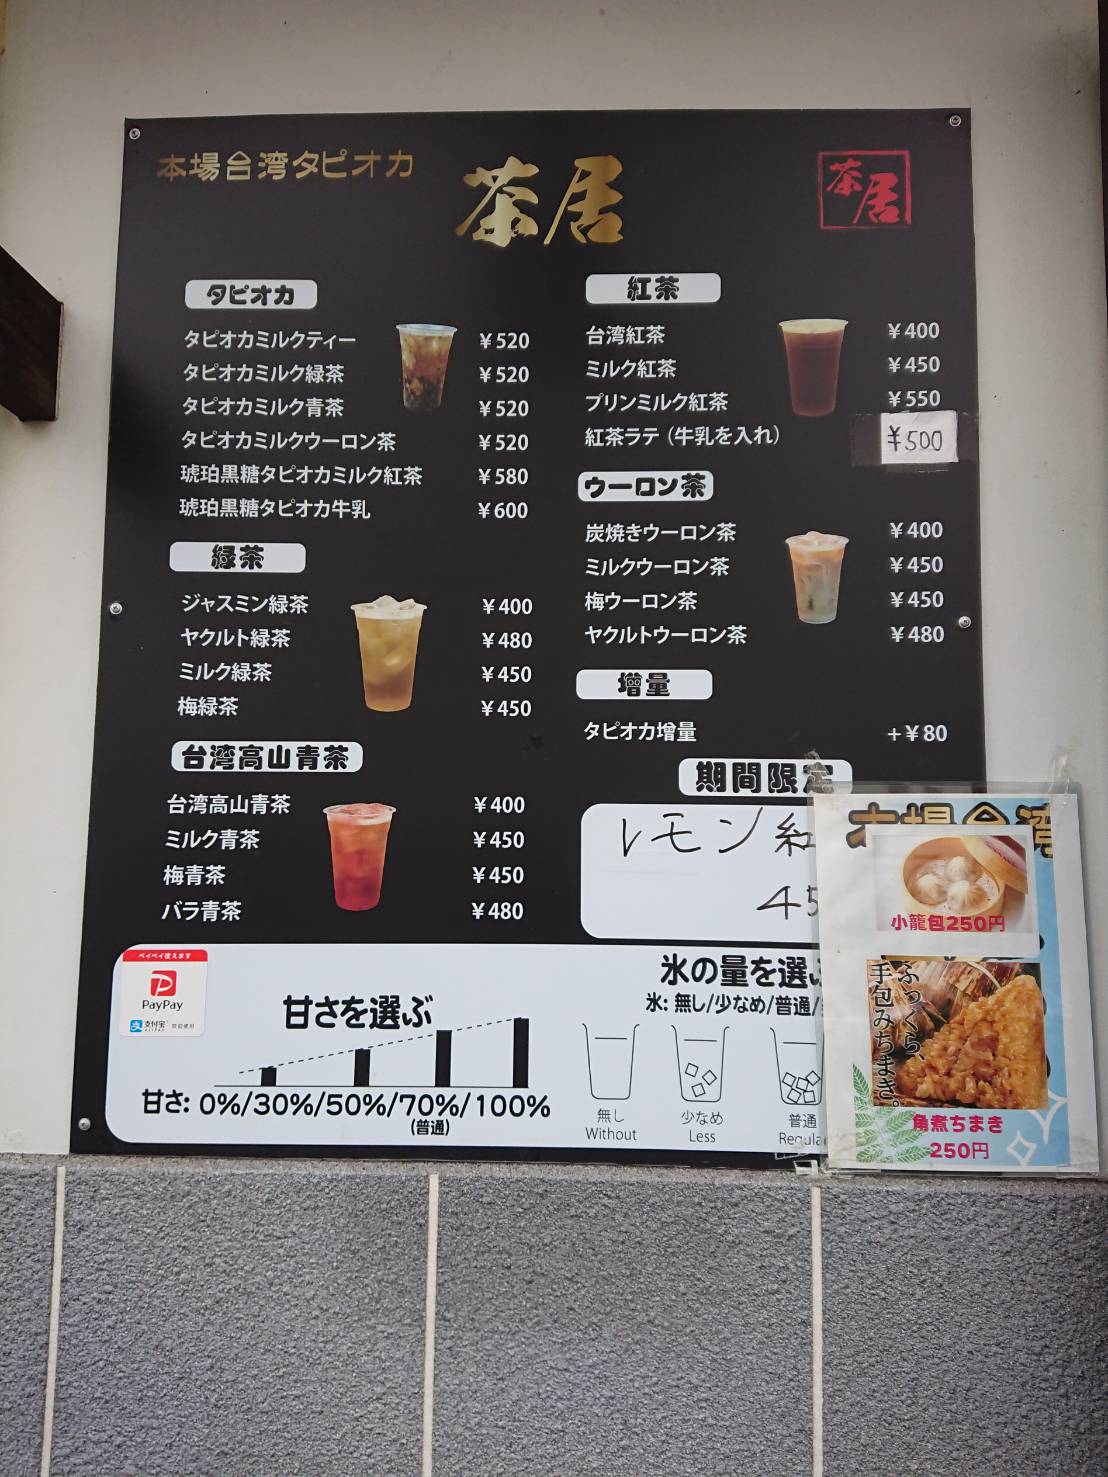 本場台湾タピオカ
茶居
茶居
タピオカ
タピオカミルクティー ¥520
タピオカミルク緑茶 ¥520
タピオカミルク青茶 ¥520
タピオカミルクウーロン茶 ¥520
琥珀黒糖タピオカミルク紅茶 ¥580
琥珀黒糖タピオカ牛乳 ¥600
緑茶
ジャスミン緑茶 ¥400
ヤクルト緑茶 ¥480
ミルク緑茶 ¥450
梅緑茶 ¥450
台湾高山青茶
台湾高山青茶 ¥400
ミルク青茶 ¥450
梅青茶 ¥450
バラ青茶 ¥480
紅茶
台湾紅茶 ¥400
ミルク紅茶 ¥450
プリンミルク紅茶 ¥550
紅茶ラテ（牛乳を入れ） ¥500
ウーロン茶
炭焼きウーロン茶 ¥400
ミルクウーロン茶 ¥450
梅ウーロン茶 ¥450
ヤクルトウーロン茶 ¥480
増量
タピオカ増量 +¥80
期間限定
レモン紅
45
ペイペイ使えます
PayPay
支付宝
甘さを選ぶ
甘さ: 0%/30%/50%/70%/100%
(普通)
氷の量を選ぶ
氷: 無し/少なめ/普通/
無し 少なめ 普通
Without Less Regular
本場台湾
小籠包250円
ふっくら、
手包みちまき。
角煮ちまき
250円